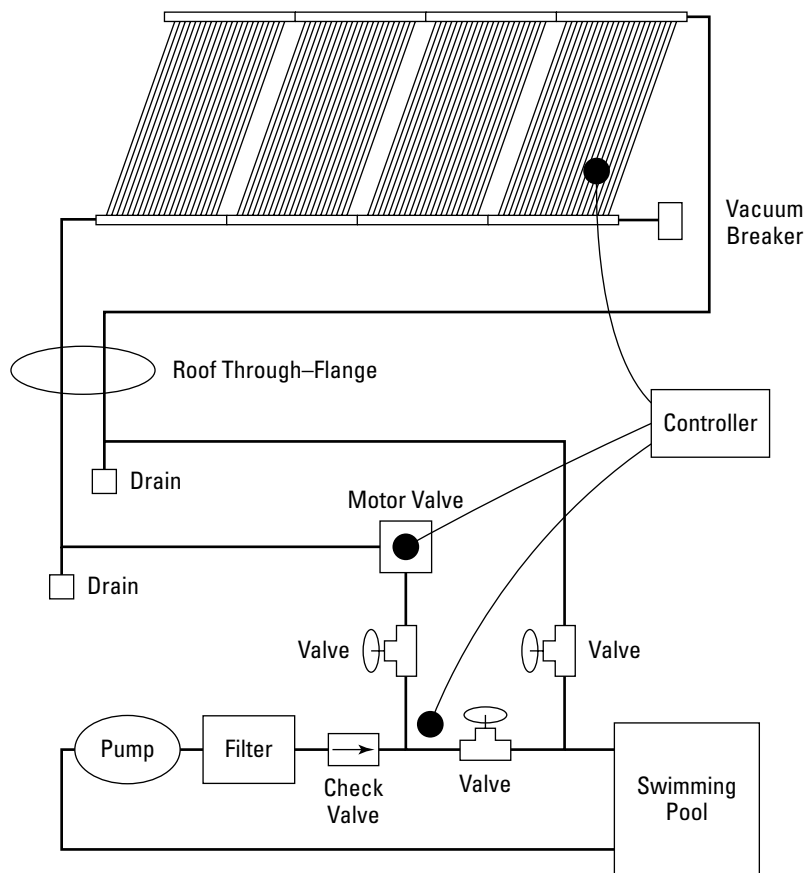 Vacuum
Breaker
Roof Through–Flange
Controller
Drain
Motor Valve
Drain
Valve
Valve
Pump
Filter
Check
Valve
Valve
Swimming
Pool